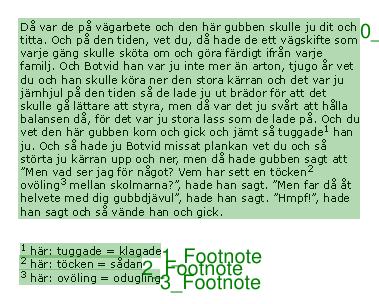 Då var de på vägarbete och den här gubben skulle ju dit och
titta. Och på den tiden, vet du, då hade de ett vägskifte som
varje gäng skulle sköta om och göra färdigt ifrån varje
familj. Och Botvid han var ju inte mer än arton, tjugo år vet
du och han skulle köra ner den stora kärran och det var ju
järnhjul på den tiden så de lade ju ut brädor för att det
skulle gå lättare att styra, men då var det ju svårt att hålla
balansen då, för det var ju stora lass som de lade på. Och du
vet den här gubben kom och gick och jämt så tuggade¹ han
ju. Och så hade ju Botvid missat plankan vet du och så
störta ju kärran upp och ner, men då hade gubben sagt att
"Men vad ser jag för något? Vem har sett en töcken²
ovöling³ mellan skolmarna?", hade han sagt. "Men far då åt
helvete med dig gubbdjävul", hade han sagt. "Hmpf!", hade
han sagt och så vände han och gick.
0_
¹ här: tuggade = klagade
1_Footnote
² här: töcken = sådan
2_Footnote
³ här: ovöling = odugling
3_Footnote